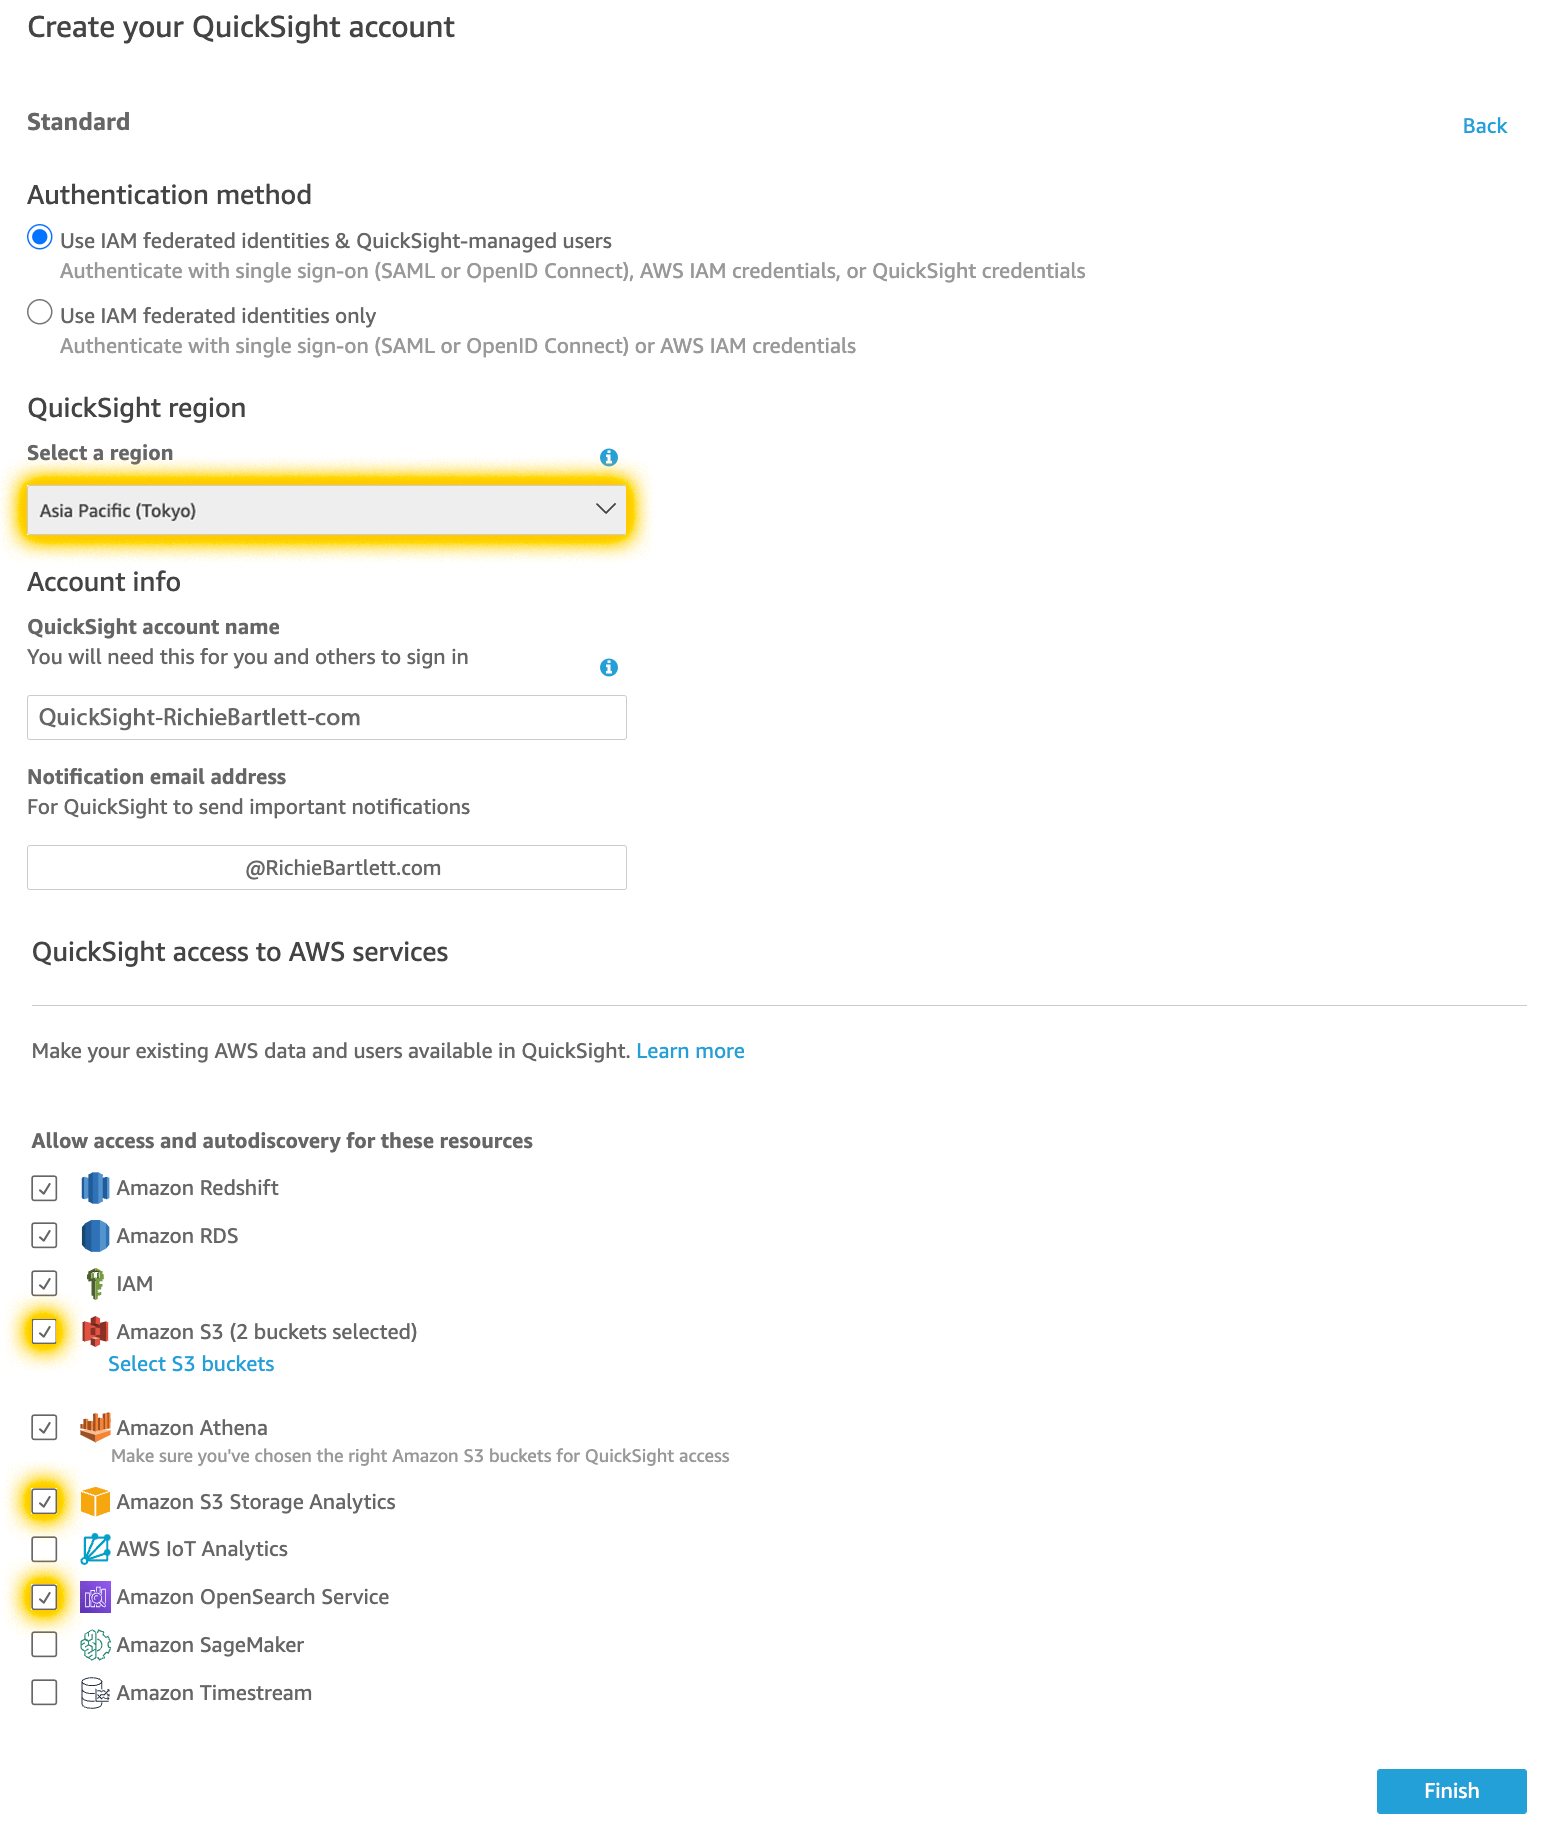 Create your QuickSight account
Standard
Back
Authentication method
Use IAM federated identities & QuickSight-managed users
Authenticate with single sign-on (SAML or OpenID Connect), AWS IAM credentials, or QuickSight credentials
Use IAM federated identities only
Authenticate with single sign-on (SAML or OpenID Connect) or AWS IAM credentials
QuickSight region
Select a region
Asia Pacific (Tokyo)
Account info
QuickSight account name
You will need this for you and others to sign in
QuickSight-RichieBartlett-com
Notification email address
For QuickSight to send important notifications
@RichieBartlett.com
QuickSight access to AWS services
Make your existing AWS data and users available in QuickSight. Learn more
Allow access and autodiscovery for these resources
Amazon Redshift
Amazon RDS
IAM
Amazon S3 (2 buckets selected)
Select S3 buckets
Amazon Athena
Make sure you've chosen the right Amazon S3 buckets for QuickSight access
Amazon S3 Storage Analytics
AWS IoT Analytics
Amazon OpenSearch Service
Amazon SageMaker
Amazon Timestream
Finish